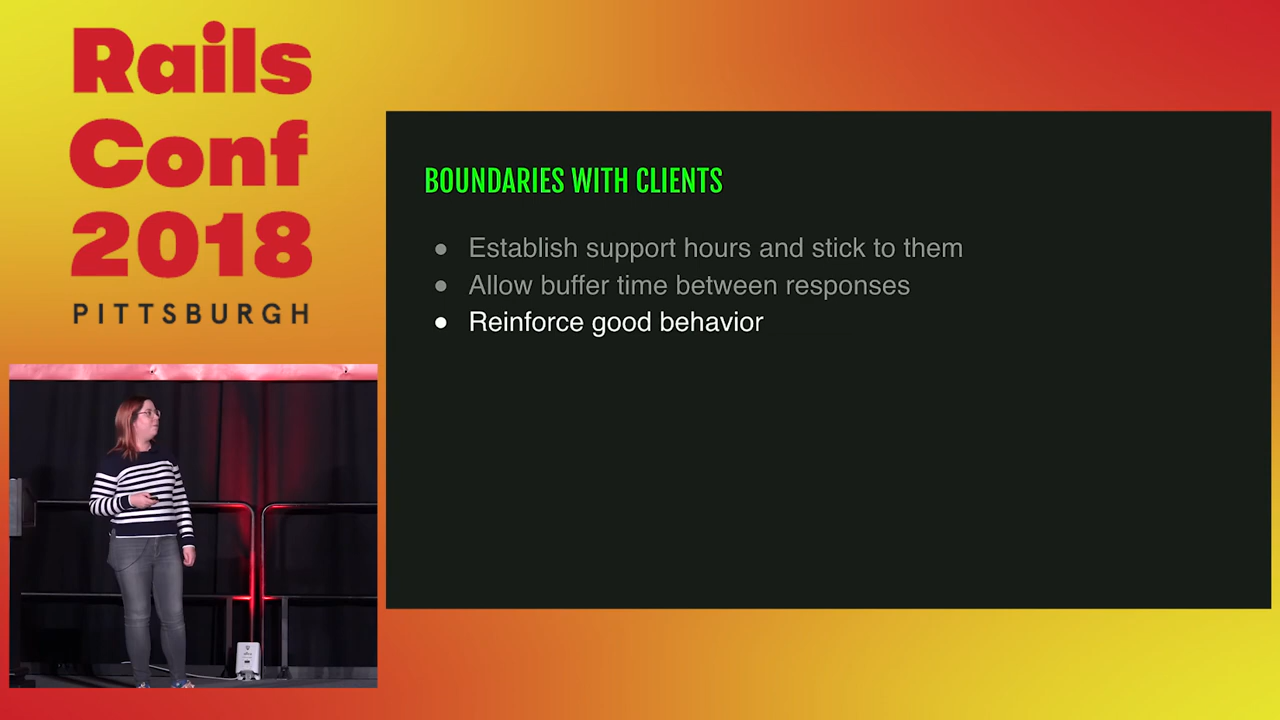 Rails
Conf
2018
PITTSBURGH
BOUNDARIES WITH CLIENTS
● Establish support hours and stick to them
● Allow buffer time between responses
● Reinforce good behavior